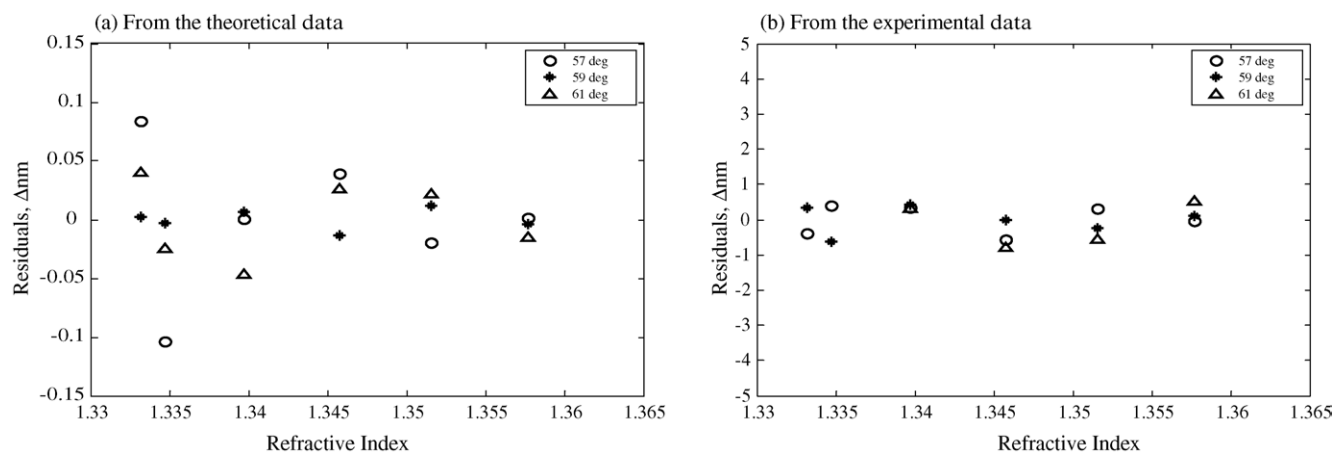 (a) From the theoretical data
0.15
0.1
0.05
0
-0.05
-0.1
-0.15
Residuals, Δnm
57 deg
59 deg
61 deg
1.33 1.335 1.34 1.345 1.35 1.355 1.36 1.365
Refractive Index
(b) From the experimental data
5
4
3
2
1
0
-1
-2
-3
-4
-5
Residuals, Δnm
57 deg
59 deg
61 deg
1.33 1.335 1.34 1.345 1.35 1.355 1.36 1.365
Refractive Index